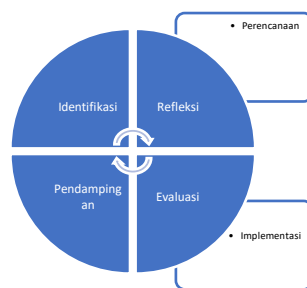 • Perencanaan
Identifikasi
Refleksi
Pendamping
an
Evaluasi
• Implementasi